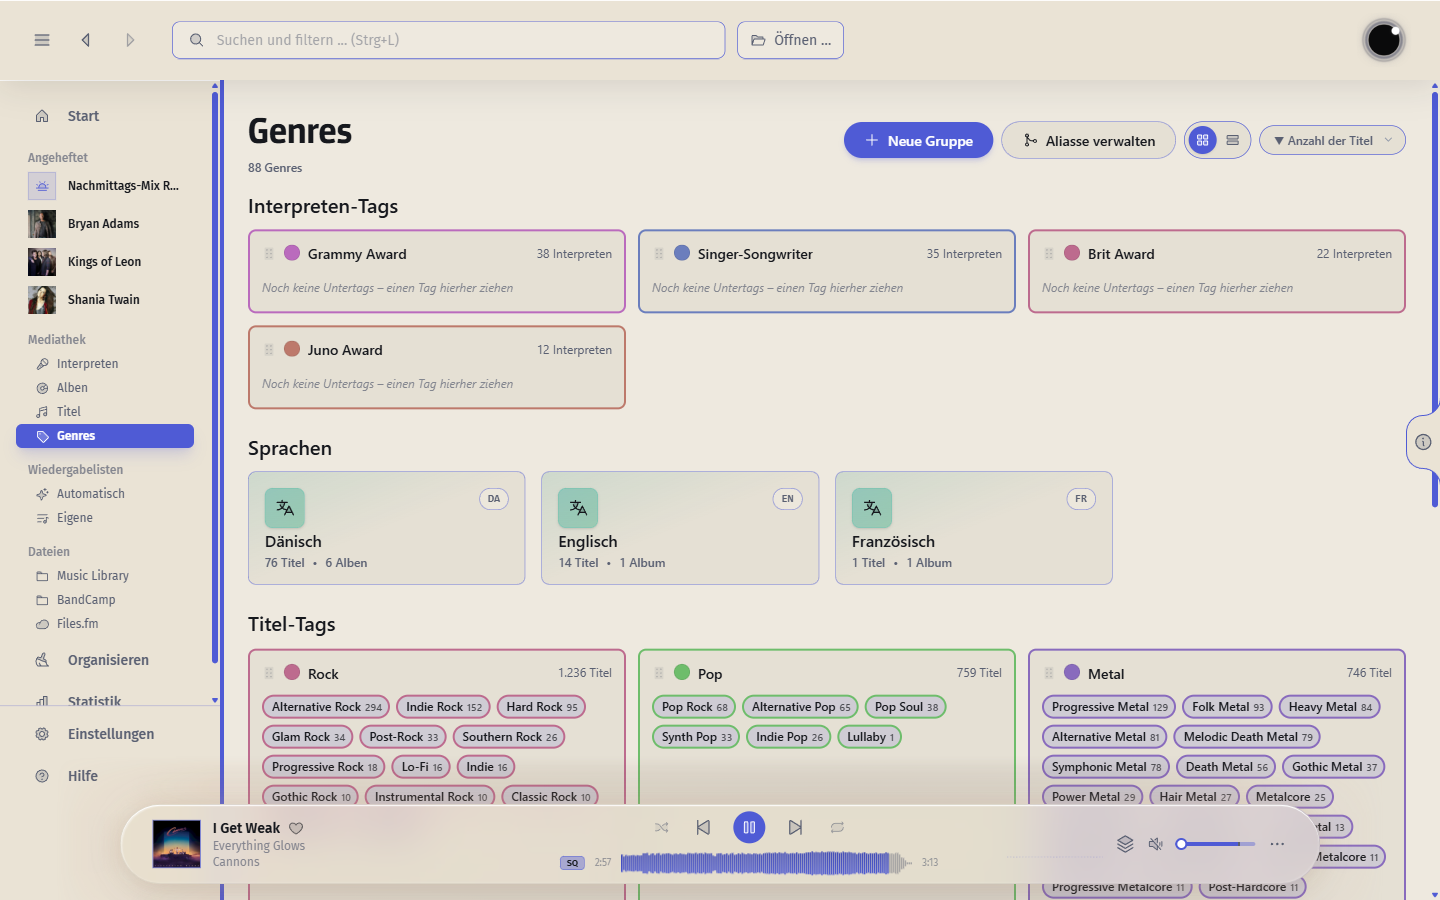 Suchen und filtern ... (Strg+L)
Öffnen ...
Start
Angeheftet
Nachmittags-Mix R...
Bryan Adams
Kings of Leon
Shania Twain
Mediathek
Interpreten
Alben
Titel
Genres
Wiedergabelisten
Automatisch
Eigene
Dateien
Music Library
BandCamp
Files.fm
Organisieren
Statistik
Einstellungen
Hilfe
Genres
88 Genres
Neue Gruppe
Aliasse verwalten
▼ Anzahl der Titel
Interpreten-Tags
Grammy Award 38 Interpreten
Noch keine Untertags – einen Tag hierher ziehen
Singer-Songwriter 35 Interpreten
Noch keine Untertags – einen Tag hierher ziehen
Brit Award 22 Interpreten
Noch keine Untertags – einen Tag hierher ziehen
Juno Award 12 Interpreten
Noch keine Untertags – einen Tag hierher ziehen
Sprachen
DA
Dänisch
76 Titel • 6 Alben
EN
Englisch
14 Titel • 1 Album
FR
Französisch
1 Titel • 1 Album
Titel-Tags
Rock 1.236 Titel
Alternative Rock 294 Indie Rock 152 Hard Rock 95
Glam Rock 34 Post-Rock 33 Southern Rock 26
Progressive Rock 18 Lo-Fi 16 Indie 16
Gothic Rock 10 Instrumental Rock 10 Classic Rock 10
Pop 759 Titel
Pop Rock 68 Alternative Pop 65 Pop Soul 38
Synth Pop 33 Indie Pop 26 Lullaby 1
Metal 746 Titel
Progressive Metal 129 Folk Metal 93 Heavy Metal 84
Alternative Metal 81 Melodic Death Metal 79
Symphonic Metal 78 Death Metal 56 Gothic Metal 37
Power Metal 29 Hair Metal 27 Metalcore 25
13
Metalcore 11
Progressive Metalcore 11 Post-Hardcore 11
I Get Weak
Everything Glows
Cannons
SQ 2:57 3:13